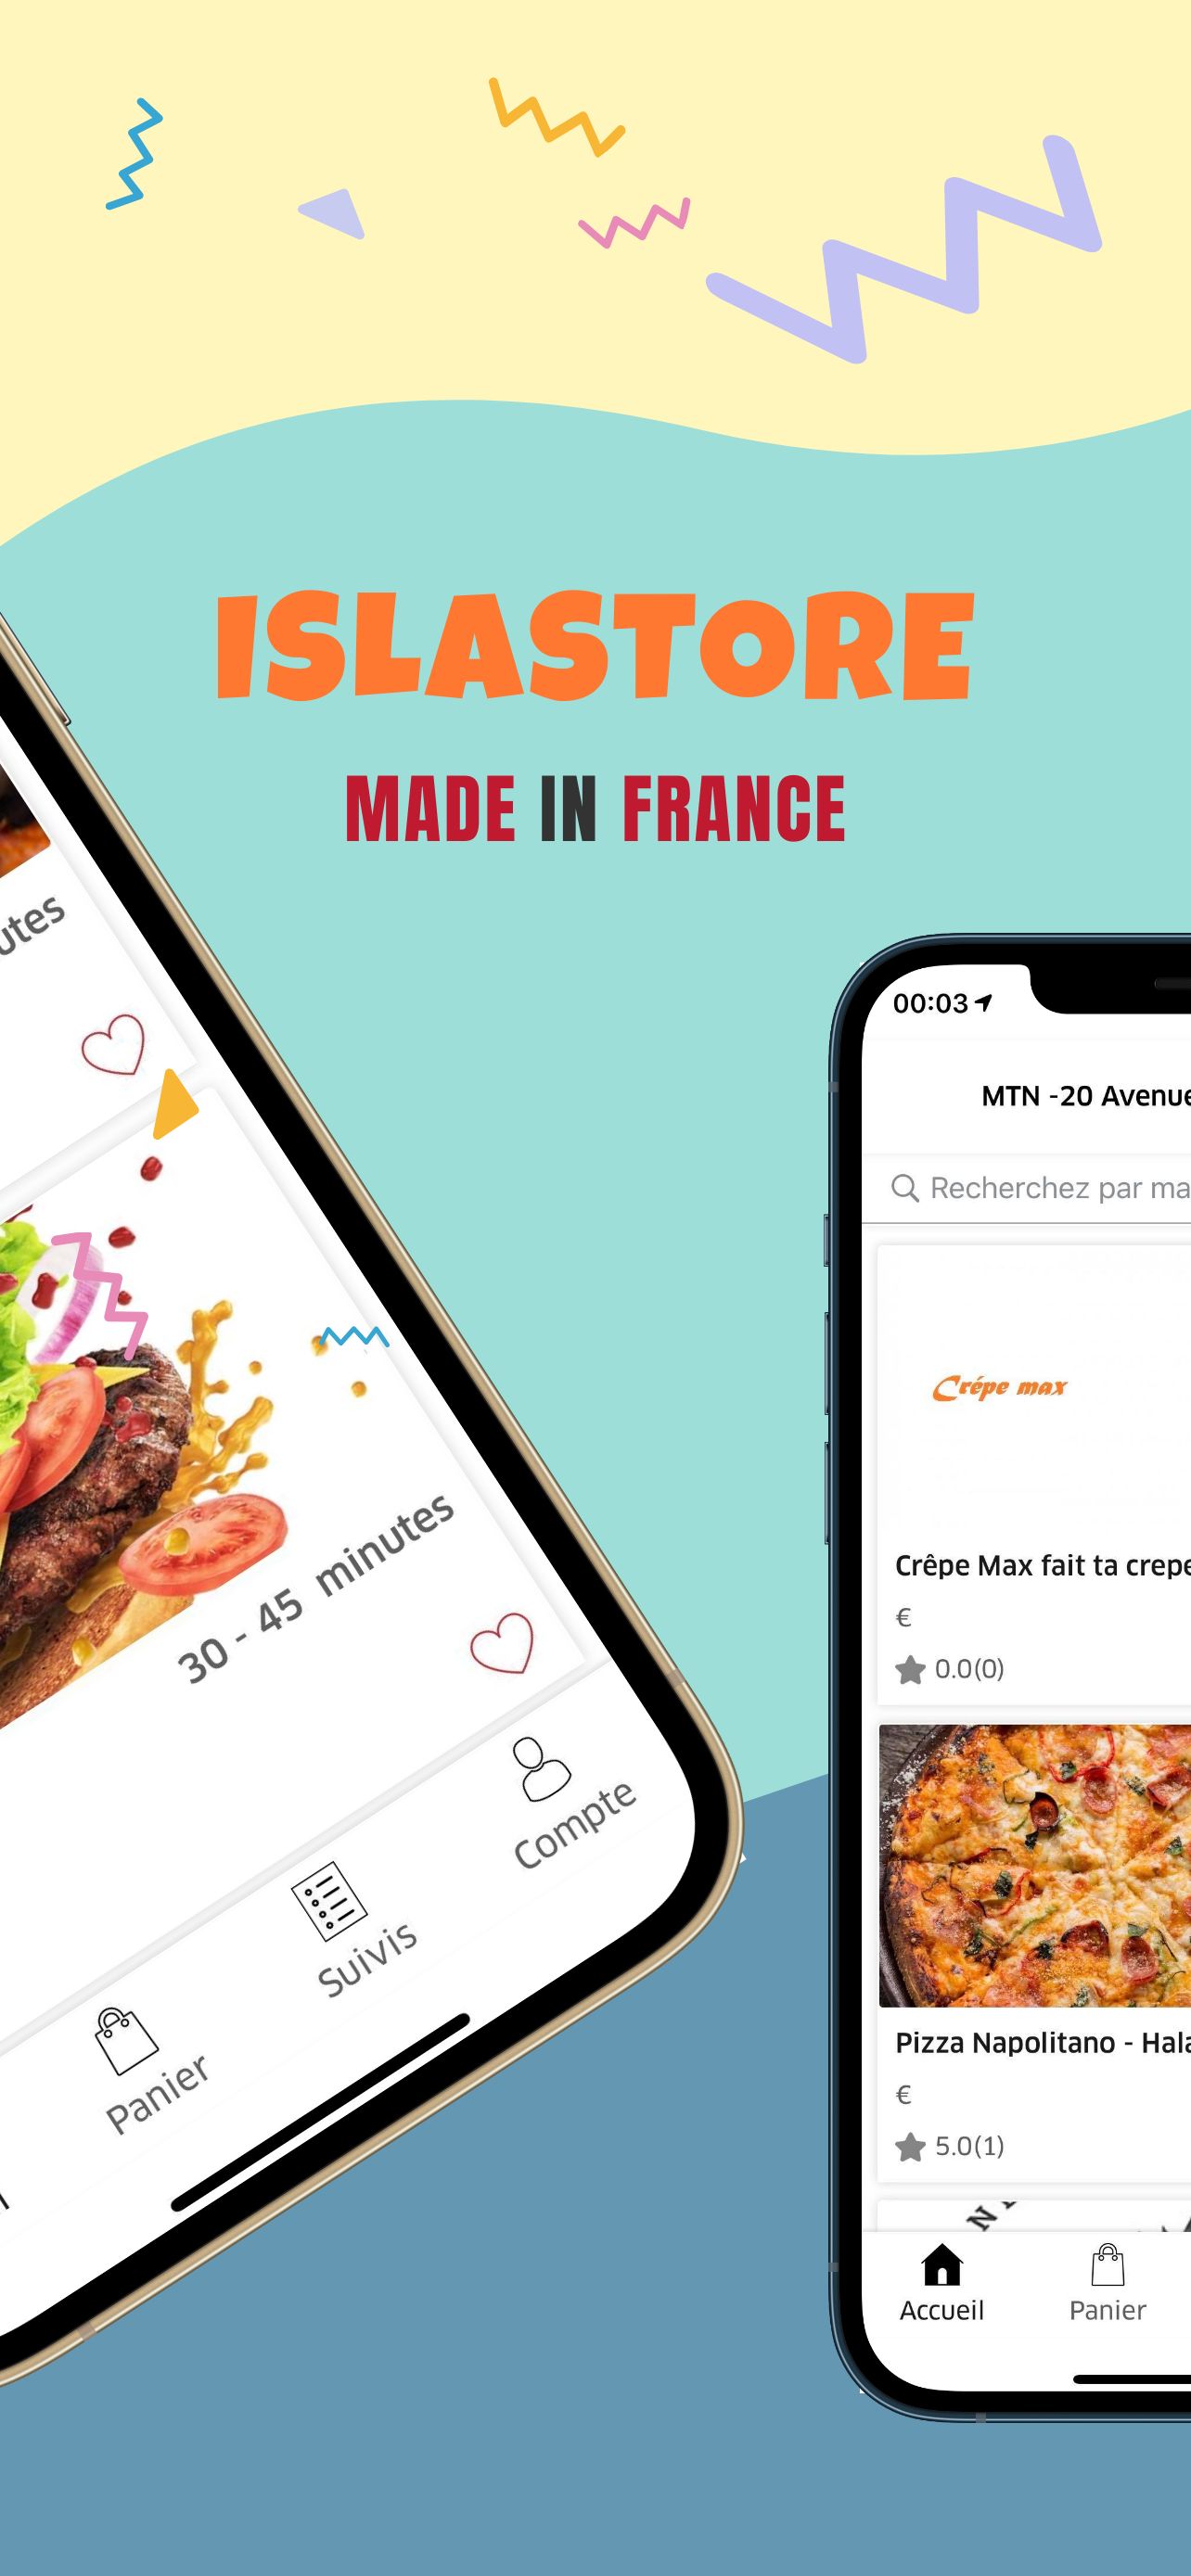 ISLASTORE
MADE IN FRANCE
30 - 45 minutes
Compte
Suivis
Panier
00:03
MTN -20 Avenue
Recherchez par ma
Crépe max
Crêpe Max fait ta crepe
€
0.0(0)
Pizza Napolitano - Hala
€
5.0(1)
Accueil
Panier